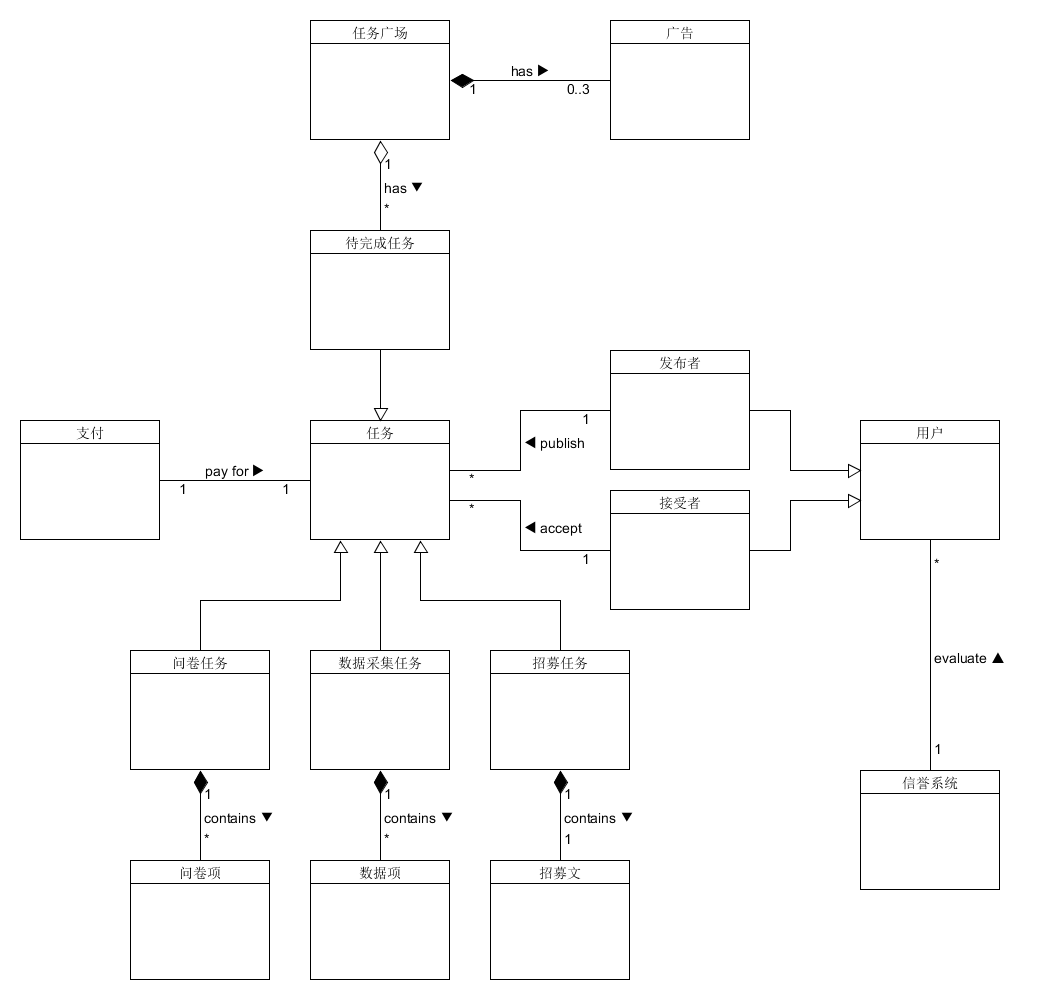 任务广场
广告
has ▶
1
0..3
1
has ▼
*
待完成任务
发布者
1
◀ publish
*
支付
任务
用户
pay for ▶
1
1
接受者
*
◀ accept
1
*
evaluate ▲
1
问卷任务
数据采集任务
招募任务
1
contains ▼
*
1
contains ▼
*
1
contains ▼
1
信誉系统
问卷项
数据项
招募文